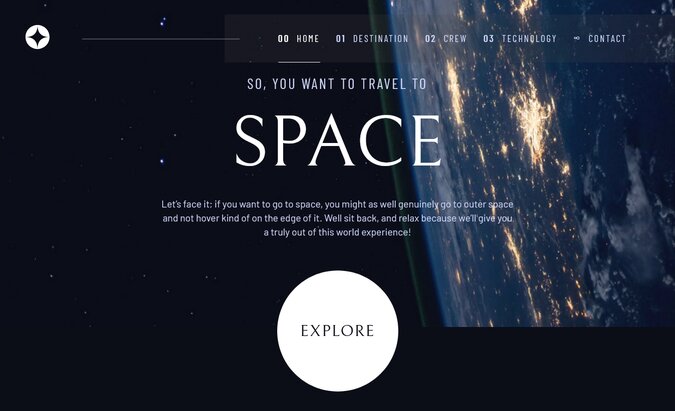 00 HOME 01 DESTINATION 02 CREW 03 TECHNOLOGY ∞ CONTACT
SO, YOU WANT TO TRAVEL TO
SPACE
Let's face it; if you want to go to space, you might as well genuinely go to outer space
and not hover kind of on the edge of it. Well sit back, and relax because we'll give you
a truly out of this world experience!
EXPLORE